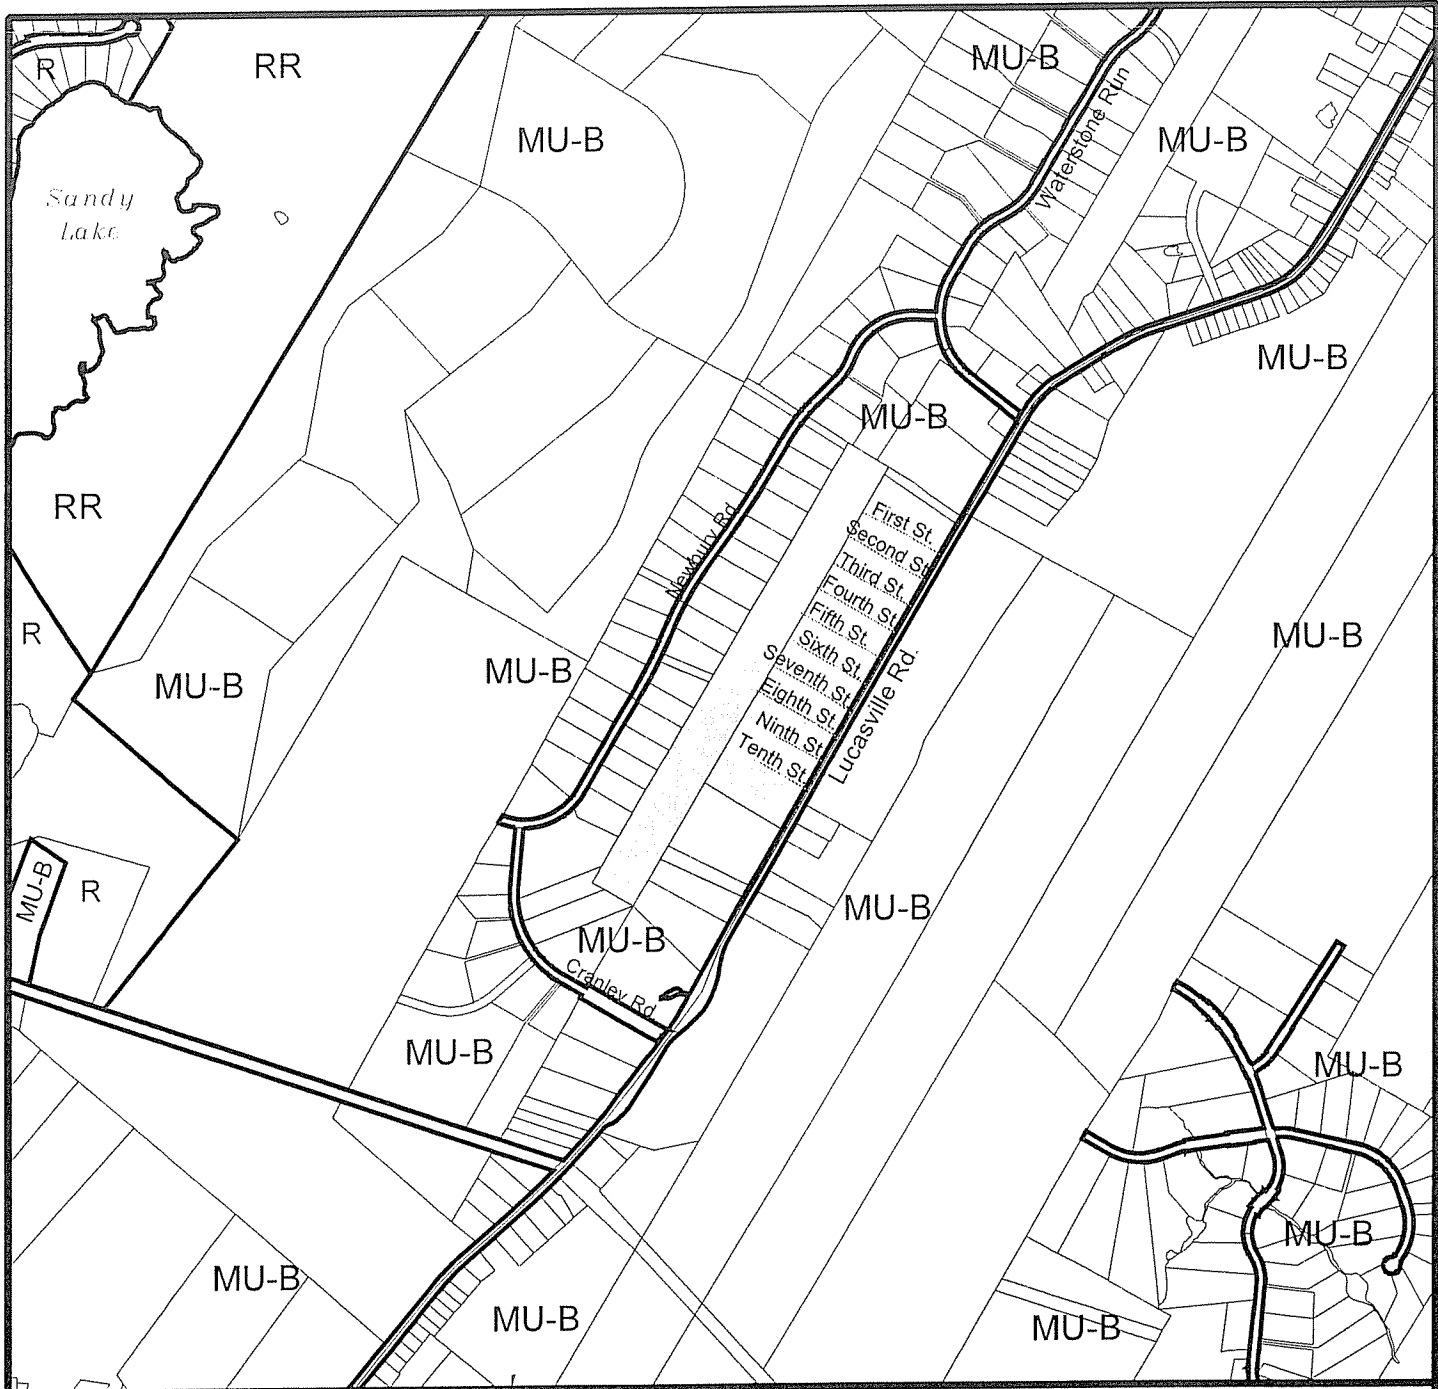 R
RR
MU-B
MU-B
Waterstone Run
MU-B
Sandy
Lake
MU-B
MU-B
RR
Newbury Rd.
First St.
Second St.
Third St.
Fourth St.
Fifth St.
Sixth St.
Seventh St.
Eighth St.
Ninth St.
Tenth St.
Lucasville Rd.
R
MU-B
MU-B
MU-B
MU-B
R
MU-B
MU-B
Cranley Rd.
MU-B
MU-B
MU-B
MU-B
MU-B
MU-B